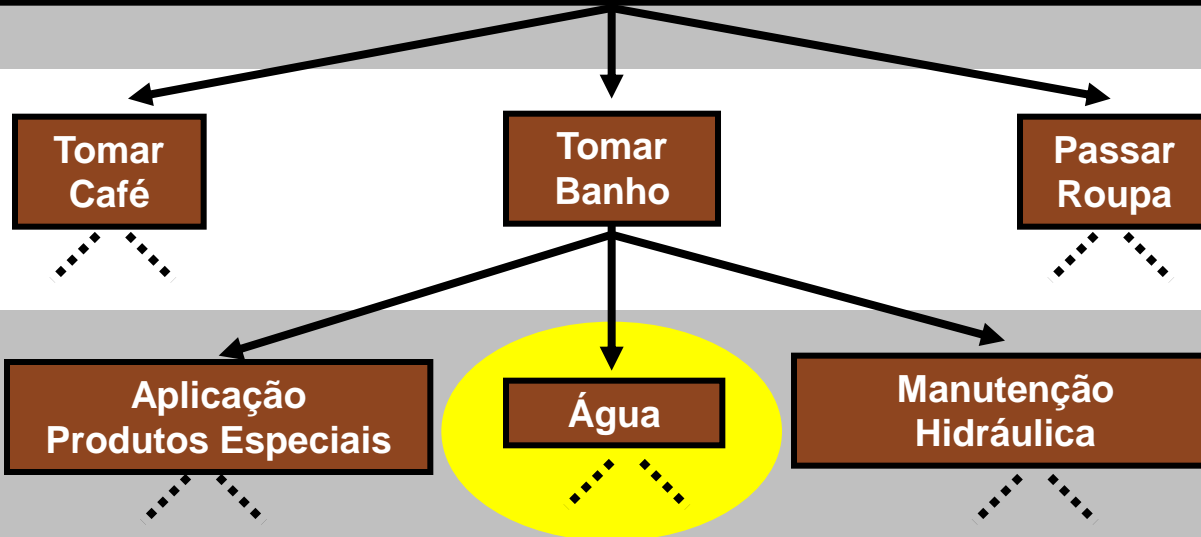 Tomar
Café
Tomar
Banho
Passar
Roupa
Aplicação
Produtos Especiais
Água
Manutenção
Hidráulica